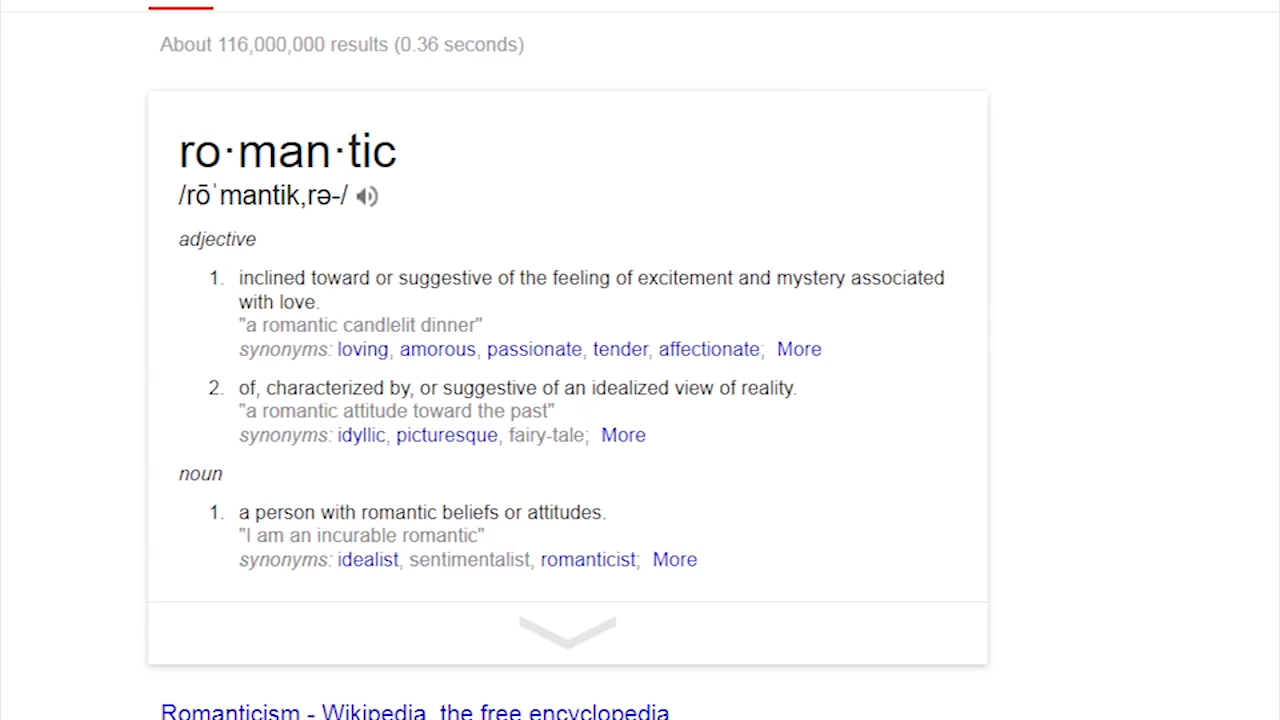 About 116,000,000 results (0.36 seconds)
ro·man·tic
/rōˈmantik,rə-/
adjective
1. inclined toward or suggestive of the feeling of excitement and mystery associated
with love.
"a romantic candlelit dinner"
synonyms: loving, amorous, passionate, tender, affectionate; More
2. of, characterized by, or suggestive of an idealized view of reality.
"a romantic attitude toward the past"
synonyms: idyllic, picturesque, fairy-tale; More
noun
1. a person with romantic beliefs or attitudes.
"I am an incurable romantic"
synonyms: idealist, sentimentalist, romanticist; More
Romanticism - Wikipedia, the free encyclopedia